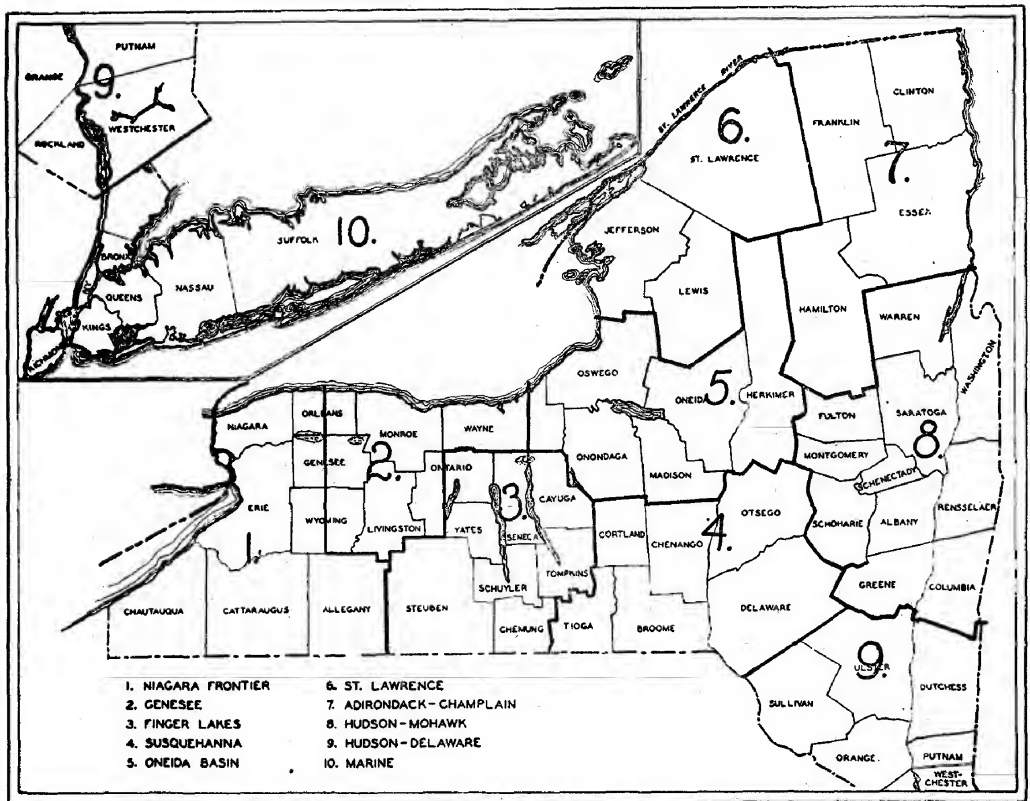 PUTNAM
ORANGE
9.
WESTCHESTER
ROCKLAND
SUFFOLK 10.
BRONX
NASSAU
QUEENS
KINGS
RICHMOND
ST. LAWRENCE RIVER
6.
ST. LAWRENCE
FRANKLIN
CLINTON
7.
ESSEX
JEFFERSON
LEWIS
HAMILTON
WARREN
WASHINGTON
OSWEGO
ONEIDA 5.
HERKIMER
FULTON
SARATOGA
8.
MONTGOMERY
SCHENECTADY
NIAGARA
ORLEANS
MONROE
WAYNE
GENESEE
2.
ONTARIO
ONONDAGA
MADISON
ERIE
WYOMING
LIVINGSTON
3.
CAYUGA
YATES
SENECA
OTSEGO
4.
SCHOHARIE
ALBANY
RENSSELAER
CORTLAND
CHENANGO
1.
TOMPKINS
SCHUYLER
GREENE
COLUMBIA
CHAUTAUQUA
CATTARAUGUS
ALLEGANY
STEUBEN
CHEMUNG
TIOGA
BROOME
DELAWARE
9.
ULSTER
SULLIVAN
DUTCHESS
ORANGE
PUTNAM
WEST-
CHESTER
1. NIAGARA FRONTIER
2. GENESEE
3. FINGER LAKES
4. SUSQUEHANNA
5. ONEIDA BASIN
6. ST. LAWRENCE
7. ADIRONDACK-CHAMPLAIN
8. HUDSON-MOHAWK
9. HUDSON-DELAWARE
10. MARINE